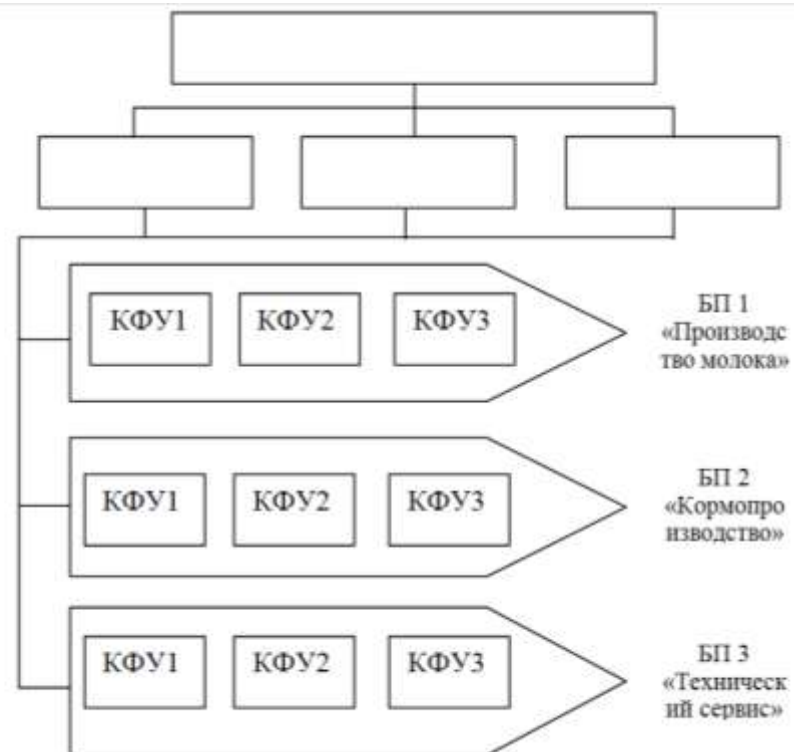 КФУ1 КФУ2 КФУ3
БП 1
«Производс
тво молока»
КФУ1 КФУ2 КФУ3
БП 2
«Кормопро
изводство»
КФУ1 КФУ2 КФУ3
БП 3
«Техническ
ий сервис»